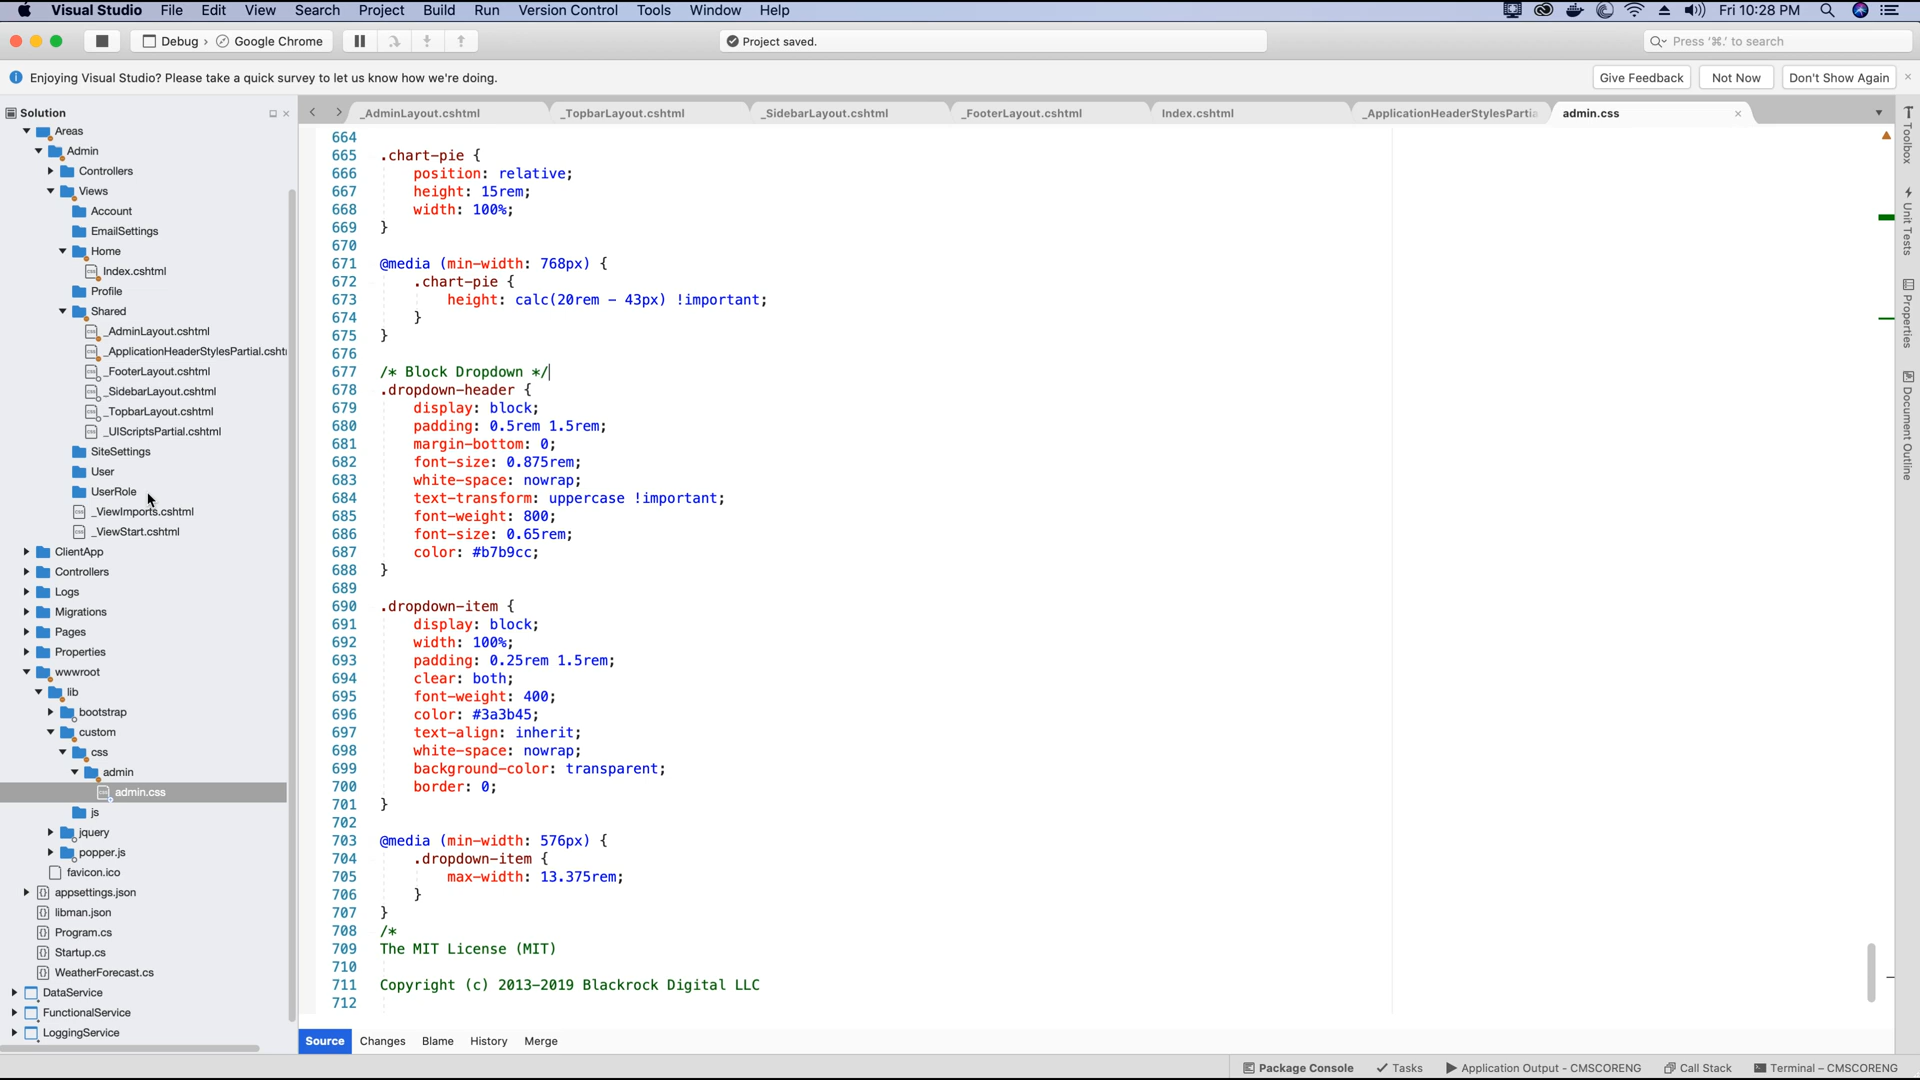 Visual Studio File Edit View Search Project Build Run Version Control Tools Window Help Fri 10:28 PM
Debug › Google Chrome Project saved. Press '⌘.' to search
Enjoying Visual Studio? Please take a quick survey to let us know how we're doing. Give Feedback Not Now Don't Show Again
Solution
Areas
Admin
Controllers
Views
Account
EmailSettings
Home
Index.cshtml
Profile
Shared
_AdminLayout.cshtml
_ApplicationHeaderStylesPartial.cshtml
_FooterLayout.cshtml
_SidebarLayout.cshtml
_TopbarLayout.cshtml
_UIScriptsPartial.cshtml
SiteSettings
User
UserRole
_ViewImports.cshtml
_ViewStart.cshtml
ClientApp
Controllers
Logs
Migrations
Pages
Properties
wwwroot
lib
bootstrap
custom
css
admin
admin.css
js
jquery
popper.js
favicon.ico
appsettings.json
libman.json
Program.cs
Startup.cs
WeatherForecast.cs
DataService
FunctionalService
LoggingService
_AdminLayout.cshtml _TopbarLayout.cshtml _SidebarLayout.cshtml _FooterLayout.cshtml Index.cshtml _ApplicationHeaderStylesPartia admin.css
664
665 .chart-pie {
666 position: relative;
667 height: 15rem;
668 width: 100%;
669 }
670
671 @media (min-width: 768px) {
672 .chart-pie {
673 height: calc(20rem - 43px) !important;
674 }
675 }
676
677 /* Block Dropdown */
678 .dropdown-header {
679 display: block;
680 padding: 0.5rem 1.5rem;
681 margin-bottom: 0;
682 font-size: 0.875rem;
683 white-space: nowrap;
684 text-transform: uppercase !important;
685 font-weight: 800;
686 font-size: 0.65rem;
687 color: #b7b9cc;
688 }
689
690 .dropdown-item {
691 display: block;
692 width: 100%;
693 padding: 0.25rem 1.5rem;
694 clear: both;
695 font-weight: 400;
696 color: #3a3b45;
697 text-align: inherit;
698 white-space: nowrap;
699 background-color: transparent;
700 border: 0;
701 }
702
703 @media (min-width: 576px) {
704 .dropdown-item {
705 max-width: 13.375rem;
706 }
707 }
708 /*
709 The MIT License (MIT)
710
711 Copyright (c) 2013-2019 Blackrock Digital LLC
712
Toolbox
Unit Tests
Properties
Document Outline
Source Changes Blame History Merge
Package Console Tasks Application Output - CMSCORENG Call Stack Terminal – CMSCORENG